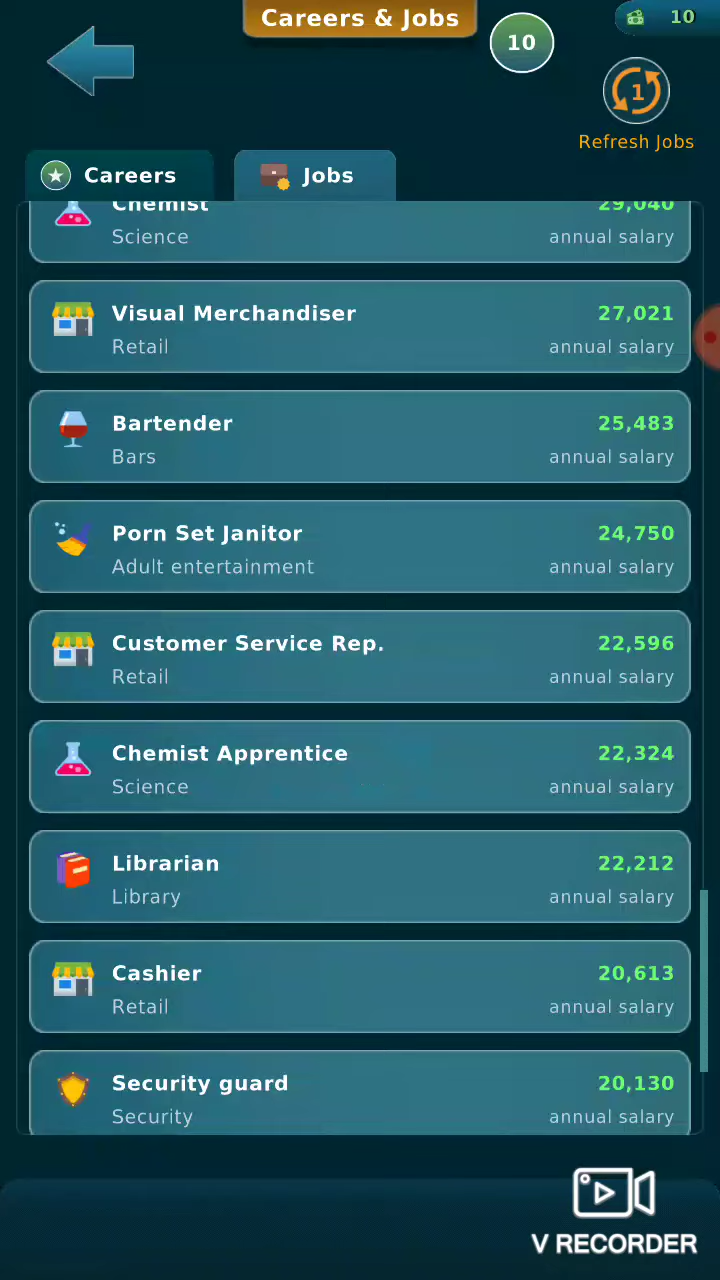 Careers & Jobs
10
10
1
Refresh Jobs
Careers
Jobs
Chemist
29,040
Science
annual salary
Visual Merchandiser
27,021
Retail
annual salary
Bartender
25,483
Bars
annual salary
Porn Set Janitor
24,750
Adult entertainment
annual salary
Customer Service Rep.
22,596
Retail
annual salary
Chemist Apprentice
22,324
Science
annual salary
Librarian
22,212
Library
annual salary
Cashier
20,613
Retail
annual salary
Security guard
20,130
Security
annual salary
V RECORDER